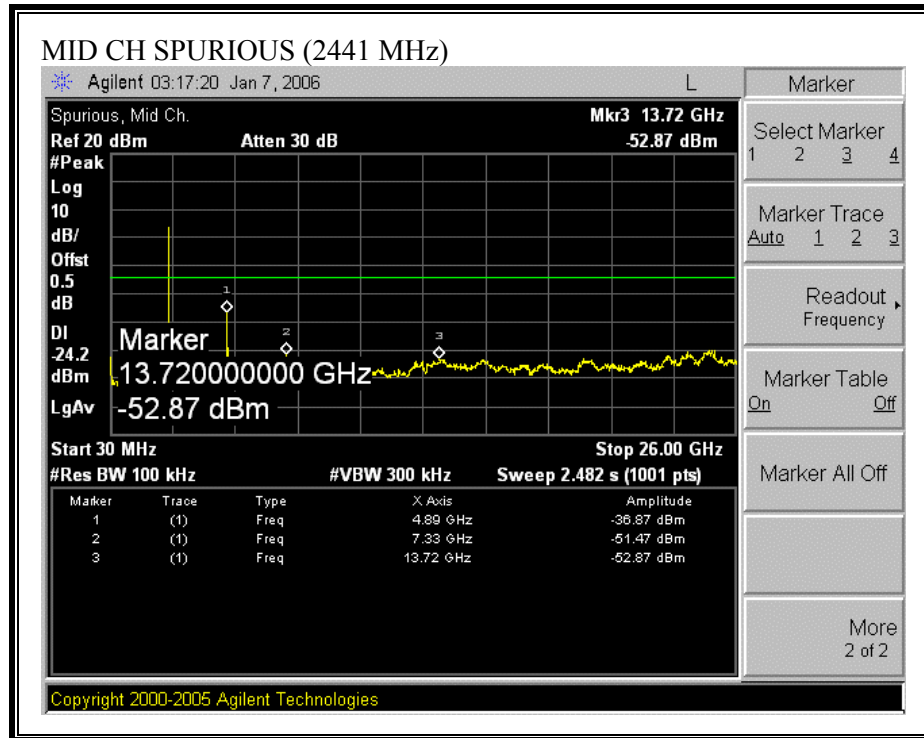 MID CH SPURIOUS (2441 MHz)
Agilent 03:17:20 Jan 7, 2006 L
Spurious, Mid Ch. Mkr3 13.72 GHz
Ref 20 dBm Atten 30 dB -52.87 dBm
#Peak
Log
10
dB/
Offst
0.5
dB
DI
-24.2
dBm
LgAv
1
2
3
Marker
13.720000000 GHz
-52.87 dBm
Start 30 MHz Stop 26.00 GHz
#Res BW 100 kHz #VBW 300 kHz Sweep 2.482 s (1001 pts)
Marker Trace Type X Axis Amplitude
1 (1) Freq 4.89 GHz -36.87 dBm
2 (1) Freq 7.33 GHz -51.47 dBm
3 (1) Freq 13.72 GHz -52.87 dBm
Marker
Select Marker
1 2 3 4
Marker Trace
Auto 1 2 3
Readout
Frequency
Marker Table
On Off
Marker All Off
More
2 of 2
Copyright 2000-2005 Agilent Technologies